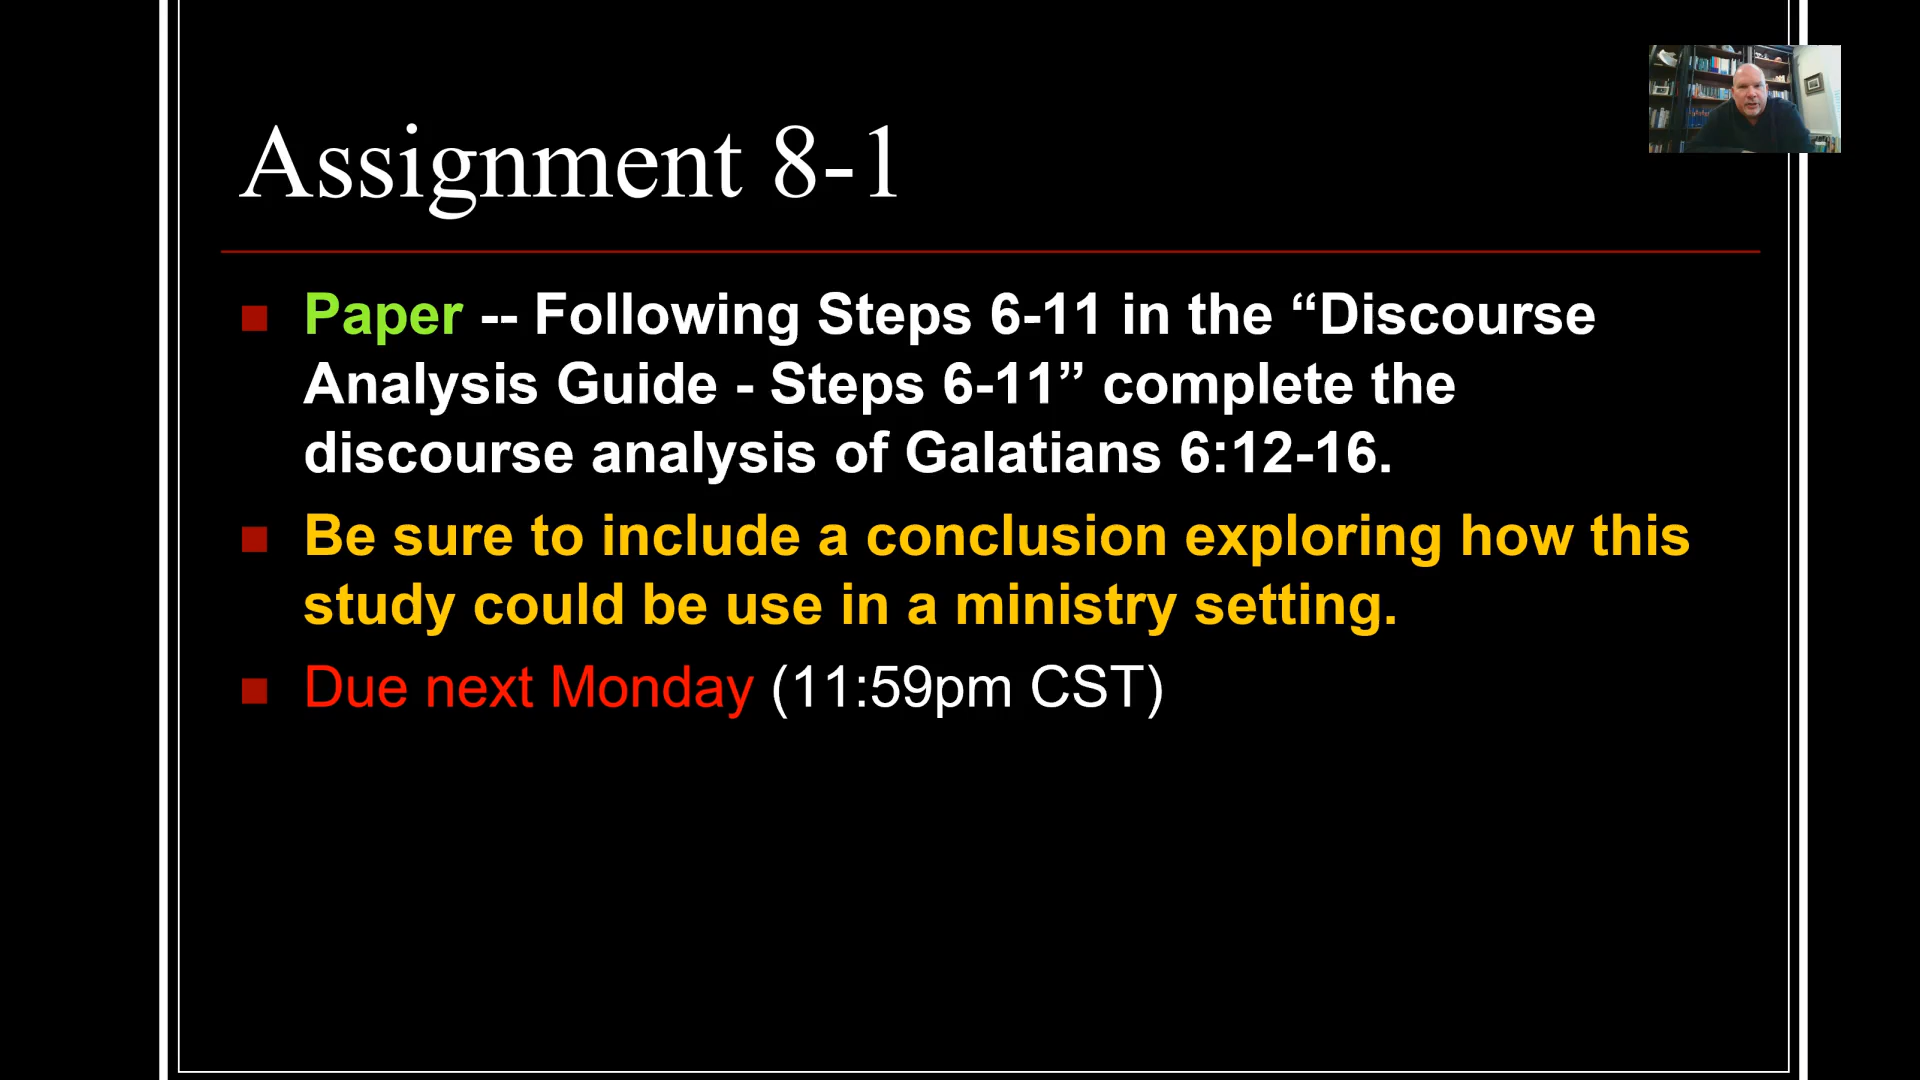 Assignment 8-1
Paper -- Following Steps 6-11 in the “Discourse
Analysis Guide - Steps 6-11” complete the
discourse analysis of Galatians 6:12-16.
Be sure to include a conclusion exploring how this
study could be use in a ministry setting.
Due next Monday (11:59pm CST)